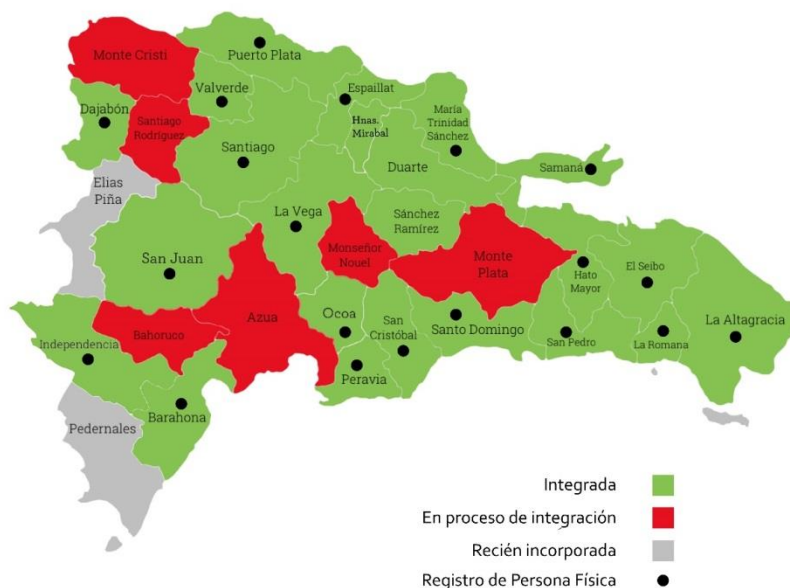 Monte Cristi
Puerto Plata
Valverde
Espaillat
Dajabón
Santiago
Rodríguez
Hnas.
Mirabal
María
Trinidad
Sánchez
Santiago
Duarte
Samaná
Elias
Piña
La Vega
Sánchez
Ramírez
San Juan
Monseñor
Nouel
Monte
Plata
Hato
Mayor
El Seibo
Azua
Ocoa
San
Cristóbal
Santo Domingo
La Altagracia
Independencia
Bahoruco
San Pedro
La Romana
Peravia
Barahona
Pedernales
Integrada
En proceso de integración
Recién incorporada
Registro de Persona Física